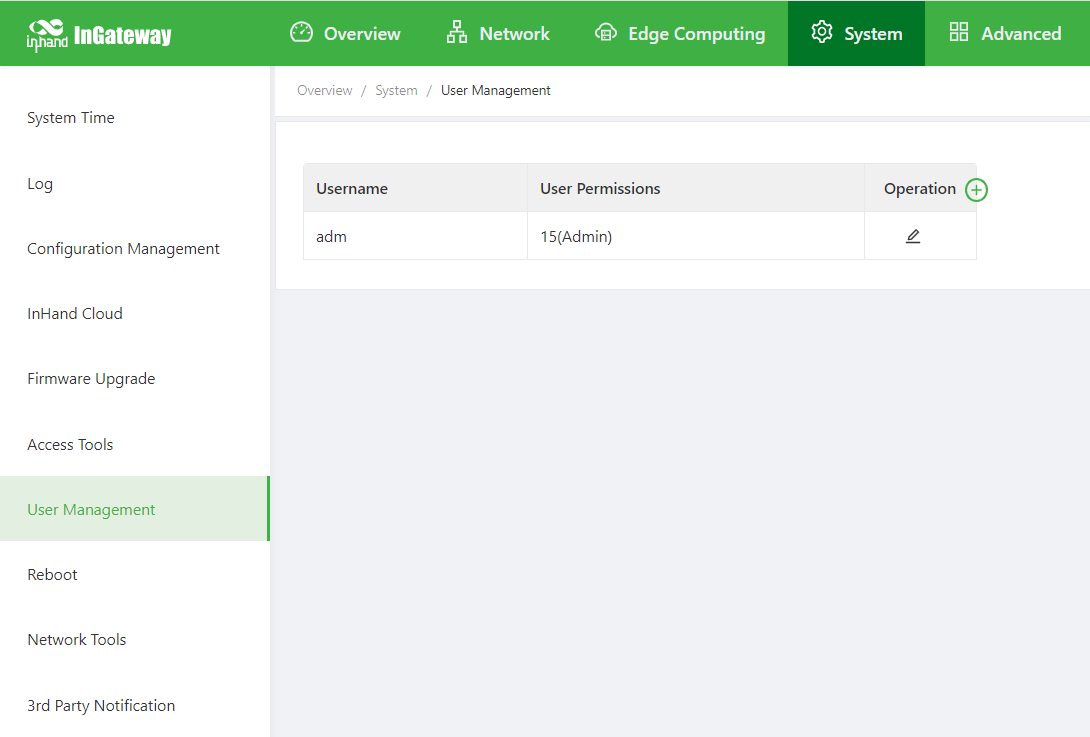 inhand InGateway Overview Network Edge Computing System Advanced
Overview / System / User Management
System Time
Log
Configuration Management
InHand Cloud
Firmware Upgrade
Access Tools
User Management
Reboot
Network Tools
3rd Party Notification
Username User Permissions Operation
adm 15(Admin)